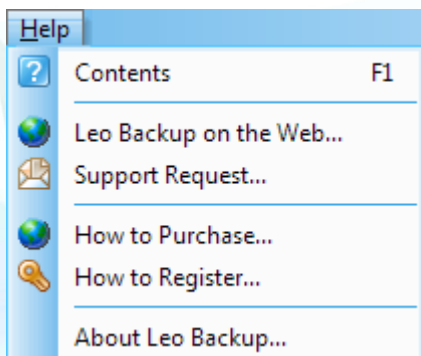 Help
Contents F1
Leo Backup on the Web...
Support Request...
How to Purchase...
How to Register...
About Leo Backup...